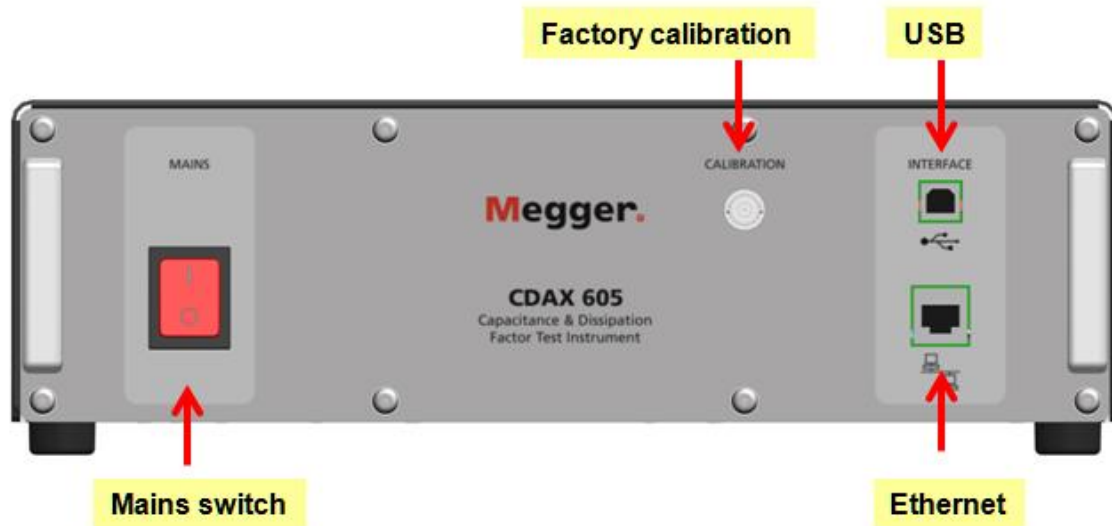 Factory calibration
USB
MAINS
CALIBRATION
INTERFACE
Megger.
I
O
CDAX 605
Capacitance & Dissipation
Factor Test Instrument
Mains switch
Ethernet